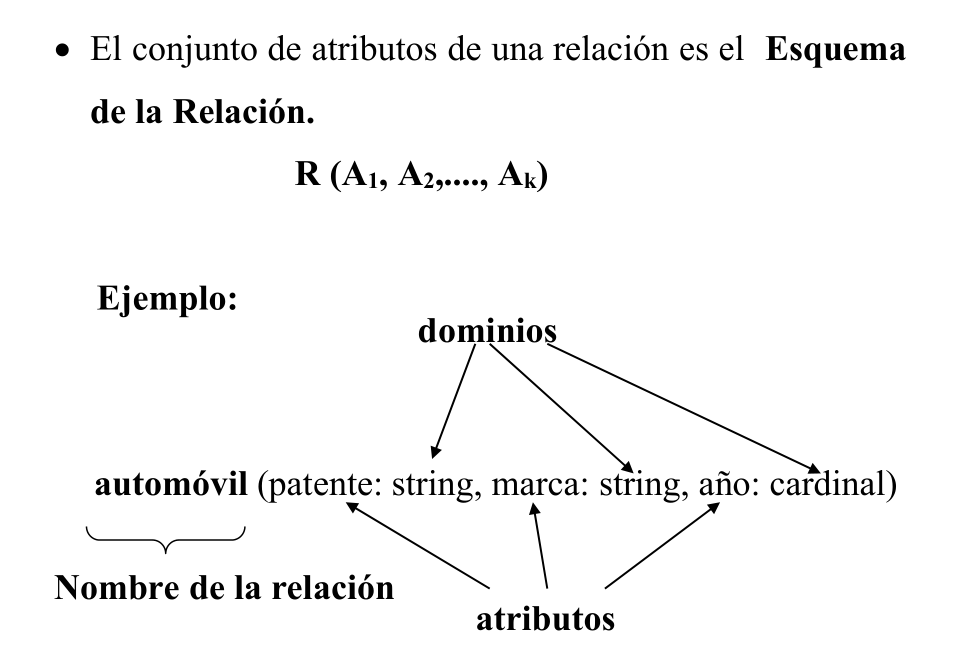 • El conjunto de atributos de una relación es el Esquema
de la Relación.
R (A₁, A₂,...., Aₖ)
Ejemplo:
dominios
automóvil (patente: string, marca: string, año: cardinal)
Nombre de la relación
atributos